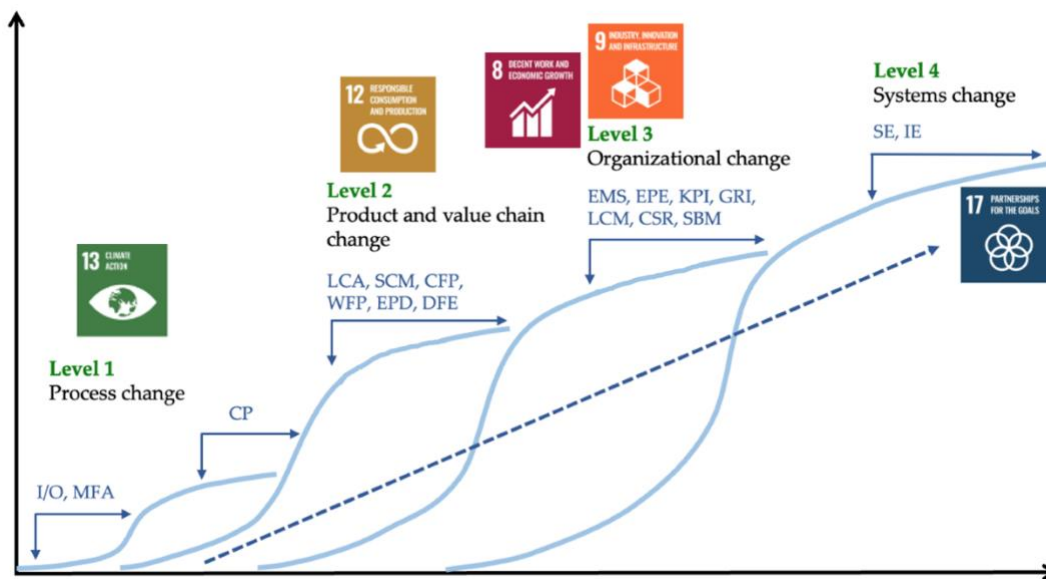 Level 4
Systems change
SE, IE
9 INDUSTRY, INNOVATION
AND INFRASTRUCTURE
8 DECENT WORK AND
ECONOMIC GROWTH
12 RESPONSIBLE
CONSUMPTION
AND PRODUCTION
Level 3
Organizational change
EMS, EPE, KPI, GRI,
LCM, CSR, SBM
17 PARTNERSHIPS
FOR THE GOALS
Level 2
Product and value chain
change
LCA, SCM, CFP,
WFP, EPD, DFE
13 CLIMATE
ACTION
Level 1
Process change
CP
I/O, MFA